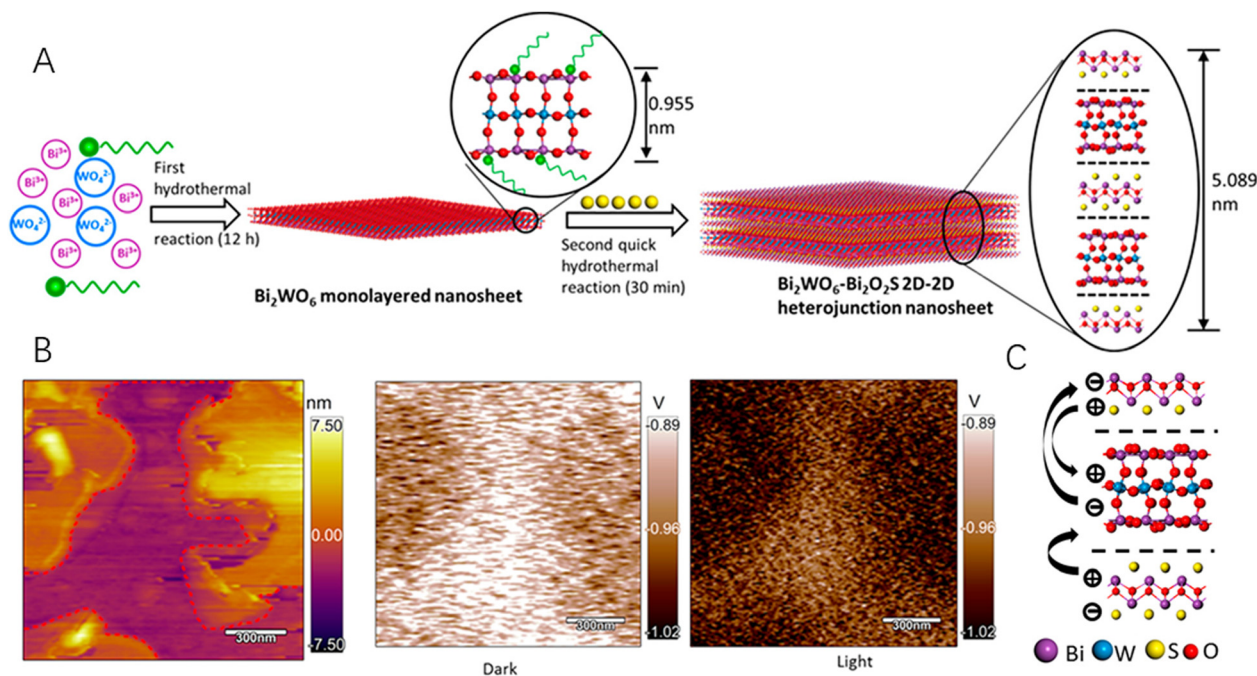 A
Bi³⁺
WO₄²⁻
Bi³⁺
Bi³⁺
Bi³⁺
WO₄²⁻
WO₄²⁻
Bi³⁺
Bi³⁺
First
hydrothermal
reaction (12 h)
Bi₂WO₆ monolayered nanosheet
0.955
nm
Second quick
hydrothermal
reaction (30 min)
Bi₂WO₆-Bi₂O₂S 2D-2D
heterojunction nanosheet
5.089
nm
B
nm
7.50
0.00
-7.50
300nm
V
-0.89
-0.96
-1.02
300nm
Dark
V
-0.89
-0.96
-1.02
300nm
Light
C
Bi W S O